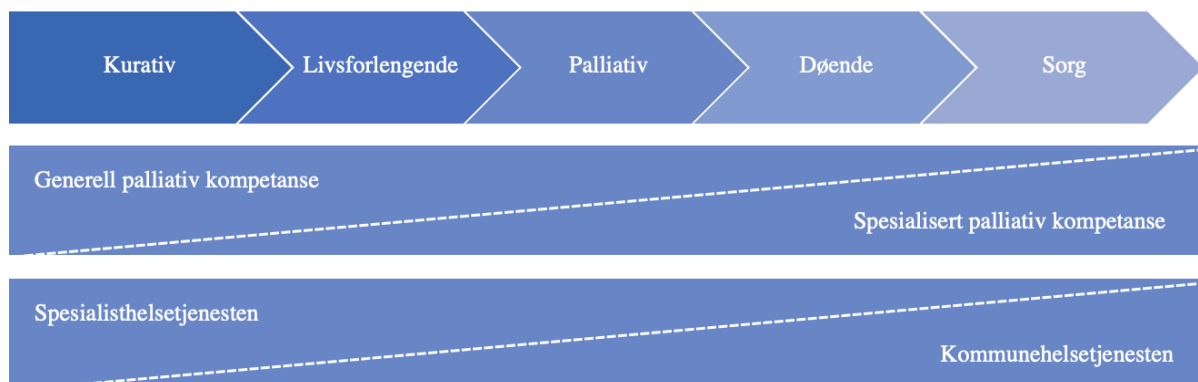 Kurativ
Livsforlengende
Palliativ
Døende
Sorg
Generell palliativ kompetanse
Spesialisert palliativ kompetanse
Spesialisthelsetjenesten
Kommunehelsetjenesten